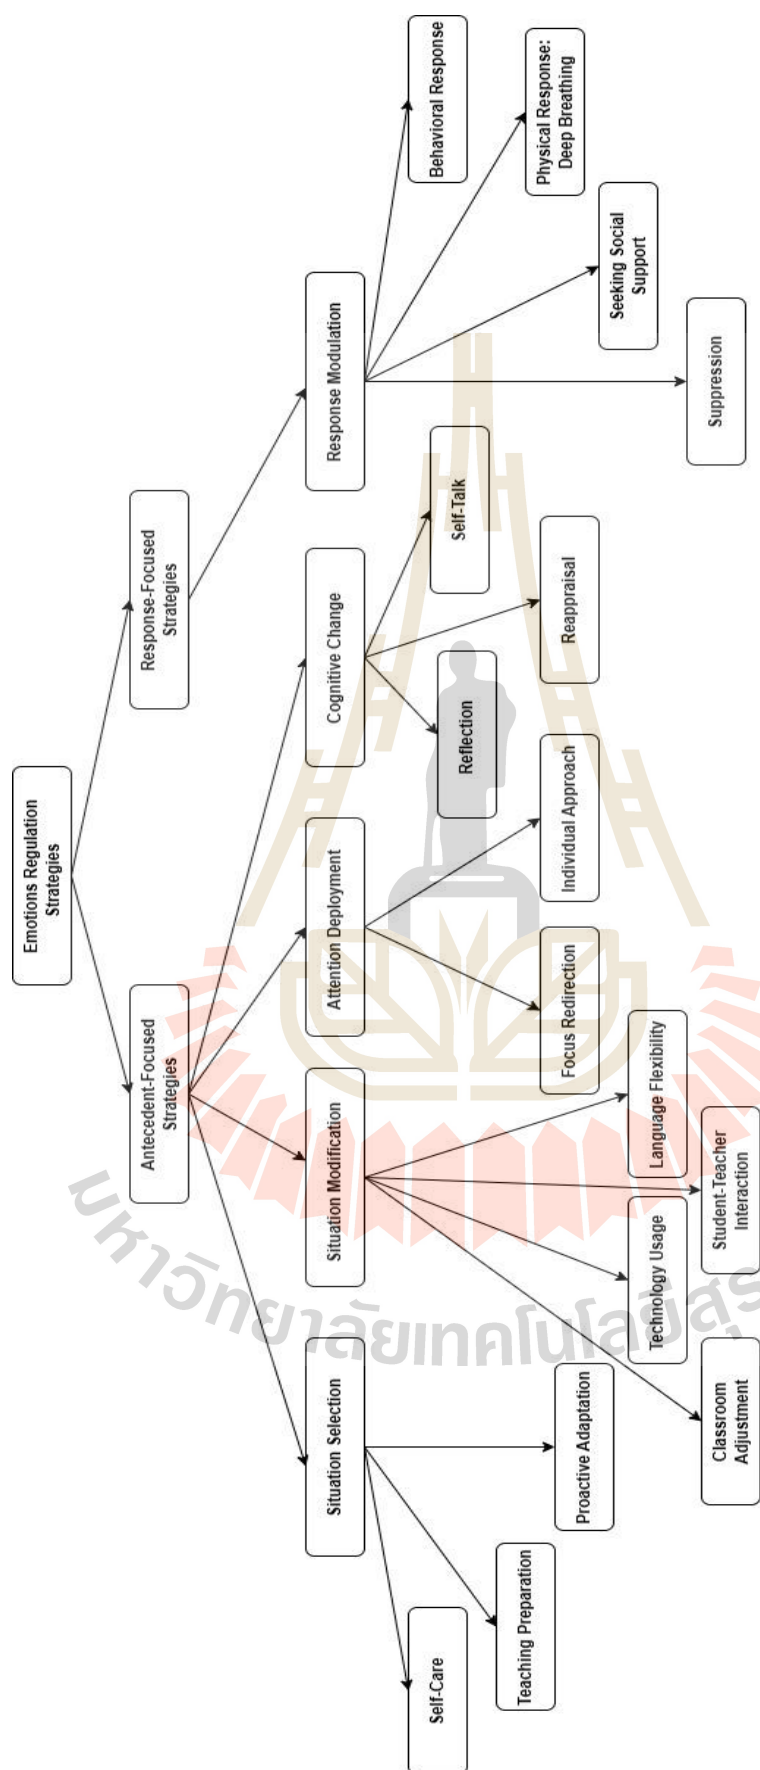 Emotions Regulation
Strategies
Antecedent-Focused
Strategies
Response-Focused
Strategies
Situation Selection
Situation Modification
Attention Deployment
Cognitive Change
Response Modulation
Self-Care
Teaching Preparation
Proactive Adaptation
Classroom
Adjustment
Technology Usage
Student-Teacher
Interaction
Language Flexibility
Focus Redirection
Individual Approach
Reflection
Reappraisal
Self-Talk
Suppression
Seeking Social
Support
Physical Response:
Deep Breathing
Behavioral Response
มหาวิทยาลัยเทคโนโลยีสุร